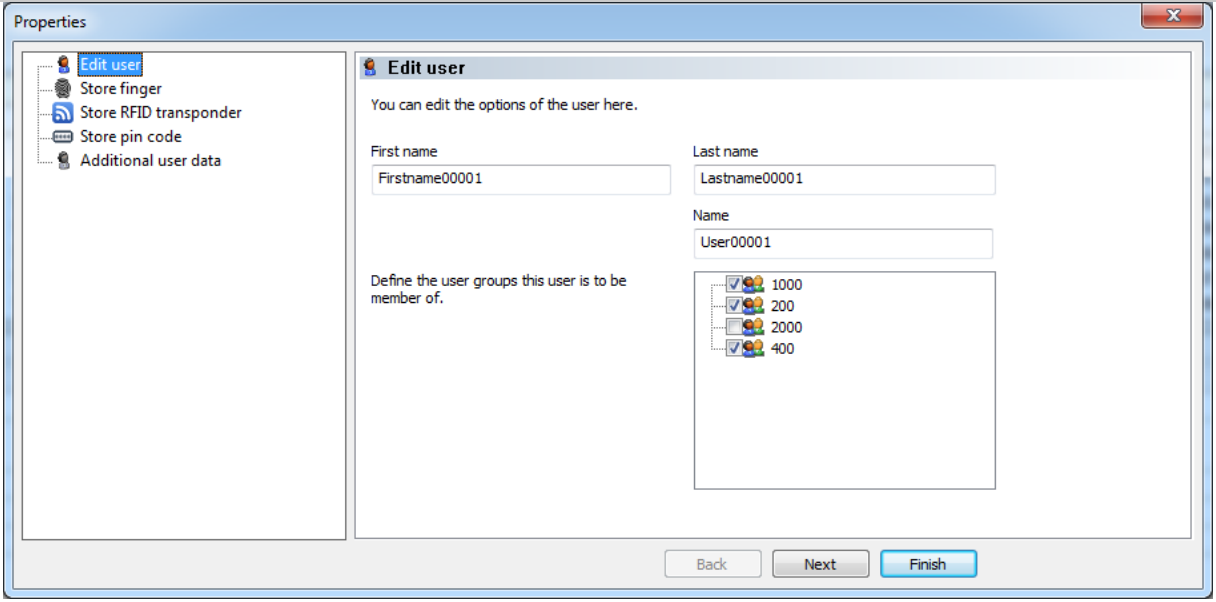 Properties
Edit user
Store finger
Store RFID transponder
Store pin code
Additional user data
Edit user
You can edit the options of the user here.
First name
Last name
Firstname00001
Lastname00001
Name
User00001
Define the user groups this user is to be
member of.
1000
200
2000
400
Back
Next
Finish